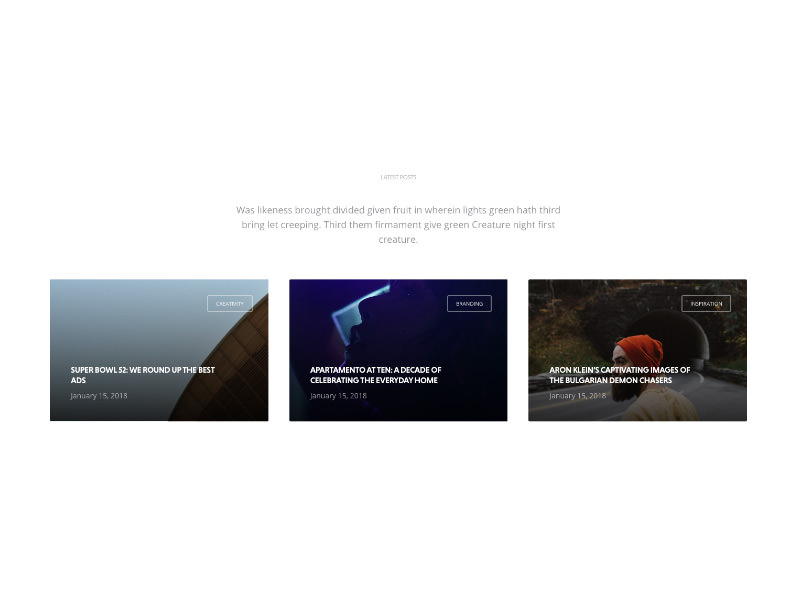 LATEST POSTS
Was likeness brought divided given fruit in wherein lights green hath third
bring let creeping. Third them firmament give green Creature night first
creature.
CREATIVITY
SUPER BOWL 52: WE ROUND UP THE BEST
ADS
January 15, 2018
BRANDING
APARTAMENTO AT TEN: A DECADE OF
CELEBRATING THE EVERYDAY HOME
January 15, 2018
INSPIRATION
ARON KLEIN'S CAPTIVATING IMAGES OF
THE BULGARIAN DEMON CHASERS
January 15, 2018